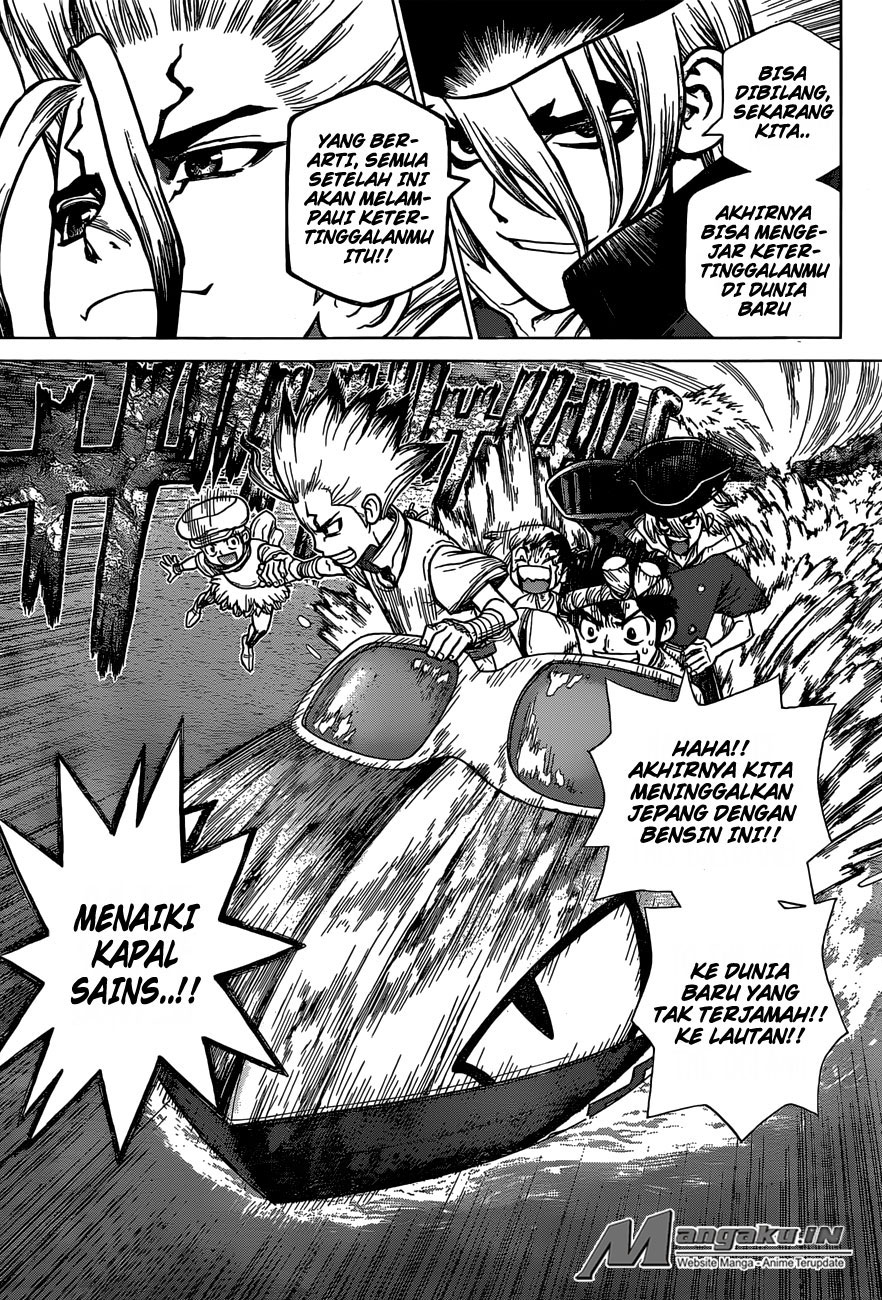 BISA
DIBILANG,
SEKARANG
KITA..
AKHIRNYA
BISA MENGE-
JAR KETER-
TINGGALANMU
DI DUNIA
BARU
YANG BER-
ARTI, SEMUA
SETELAH INI
AKAN MELAM-
PAUI KETER-
TINGGALANMU
ITU!!
HAHA!!
AKHIRNYA KITA
MENINGGALKAN
JEPANG DENGAN
BENSIN INI!!
KE DUNIA
BARU YANG
TAK TERJAMAH!!
KE LAUTAN!!
MENAIKI
KAPAL
SAINS..!!
Mangaku.in
Website Manga - Anime Terupdate